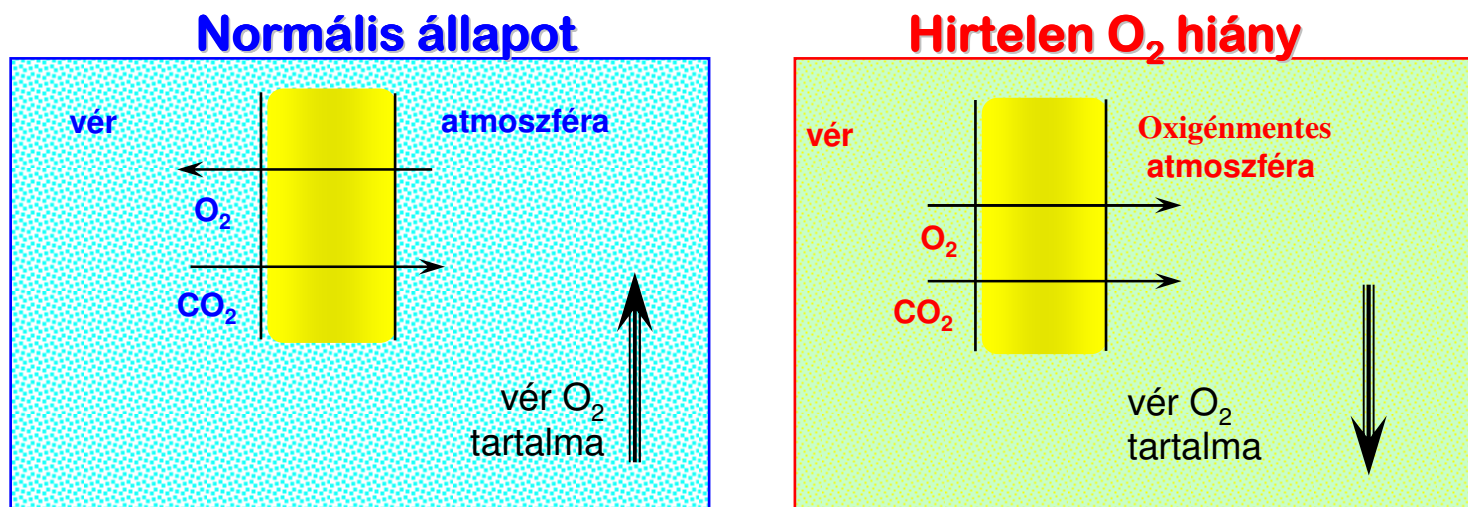 Normális állapot
vér
atmoszféra
O₂
CO₂
vér O₂
tartalma
Hirtelen O₂ hiány
vér
Oxigénmentes
atmoszféra
O₂
CO₂
vér O₂
tartalma